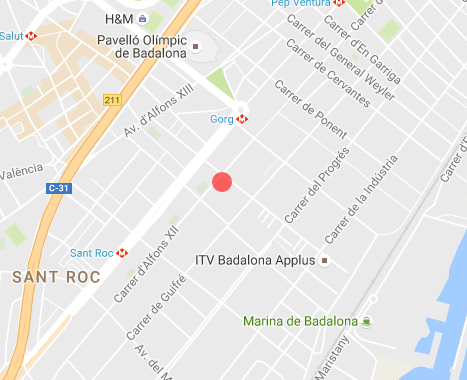 Pep Ventura
H&M
Salut
Pavelló Olímpic
de Badalona
Carrer d'En Garriga
Carrer del General Weyler
Carrer de Cervantes
211
Av. d'Alfons XIII
Carrer de Ponent
Gorg
València
C-31
Carrer del Progrés
Carrer de la Indústria
Carrer d'E
Sant Roc
Carrer d'Alfons XII
ITV Badalona Applus
SANT ROC
Carrer de Guifré
Marina de Badalona
Av. del M
Maristany